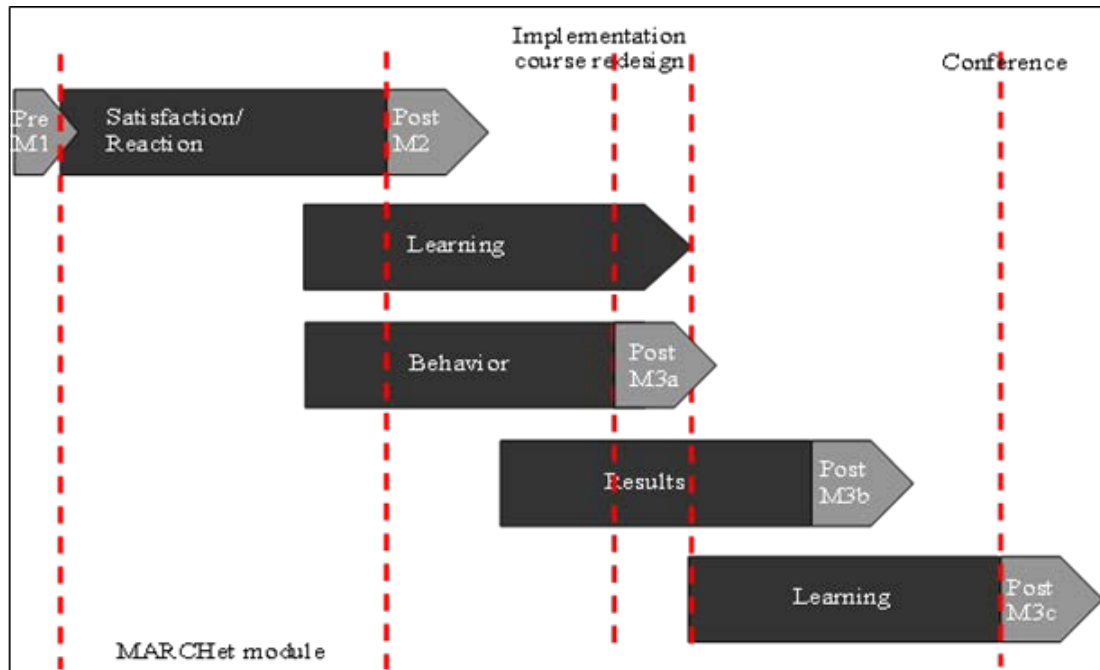 Implementation
course redesign
Conference
Pre
M1
Satisfaction/
Reaction
Post
M2
Learning
Behavior
Post
M3a
Results
Post
M3b
Learning
Post
M3c
MARCHet module